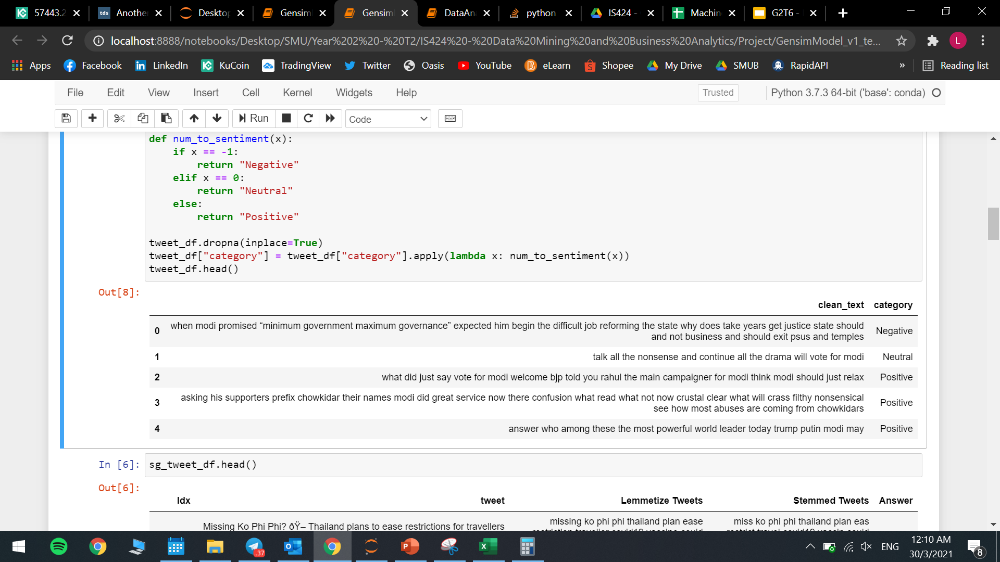 57443.2
Anothe
Deskto
Gensim
Gensim
DataAn
python
IS424 -
Machin
G2T6 -
localhost:8888/notebooks/Desktop/SMU/Year%202%20-%20T2/IS424%20-%20Data%20Mining%20and%20Business%20Analytics/Project/GensimModel_v1_te...
L
Apps Facebook LinkedIn KuCoin TradingView Twitter Oasis YouTube eLearn Shopee My Drive SMUB RapidAPI » Reading list
File Edit View Insert Cell Kernel Widgets Help Trusted Python 3.7.3 64-bit ('base': conda)
Run Code
def num_to_sentiment(x):
if x == -1:
return "Negative"
elif x == 0:
return "Neutral"
else:
return "Positive"
tweet_df.dropna(inplace=True)
tweet_df["category"] = tweet_df["category"].apply(lambda x: num_to_sentiment(x))
tweet_df.head()
Out[8]:
clean_text category
0 when modi promised “minimum government maximum governance” expected him begin the difficult job reforming the state why does take years get justice state should
and not business and should exit psus and temples Negative
1 talk all the nonsense and continue all the drama will vote for modi Neutral
2 what did just say vote for modi welcome bjp told you rahul the main campaigner for modi think modi should just relax Positive
3 asking his supporters prefix chowkidar their names modi did great service now there confusion what read what not now crustal clear what will crass filthy nonsensical
see how most abuses are coming from chowkidars Positive
4 answer who among these the most powerful world leader today trump putin modi may Positive
In [6]: sg_tweet_df.head()
Out[6]:
Idx tweet Lemmetize Tweets Stemmed Tweets Answer
Missing Ko Phi Phi? ðŸ– Thailand plans to ease restrictions for travellers
missing ko phi phi thailand plan ease
restriction traveller covid19 vaccine could
miss ko phi phi thailand plan eas
restrict travel covid19 vaccin could
..37
ENG
12:10 AM
30/3/2021
8